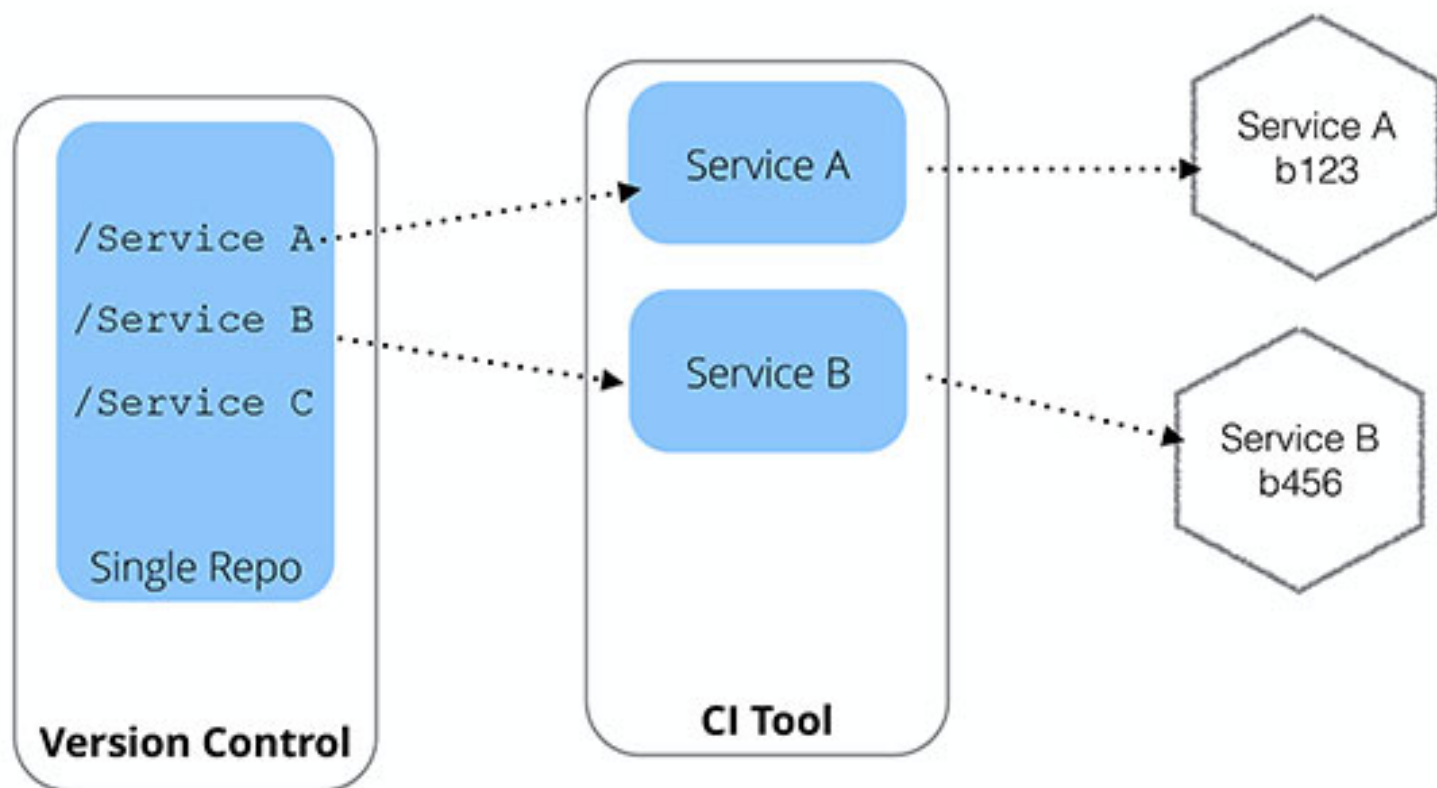 /Service A
/Service B
/Service C
Single Repo
Version Control
Service A
Service B
CI Tool
Service A
b123
Service B
b456